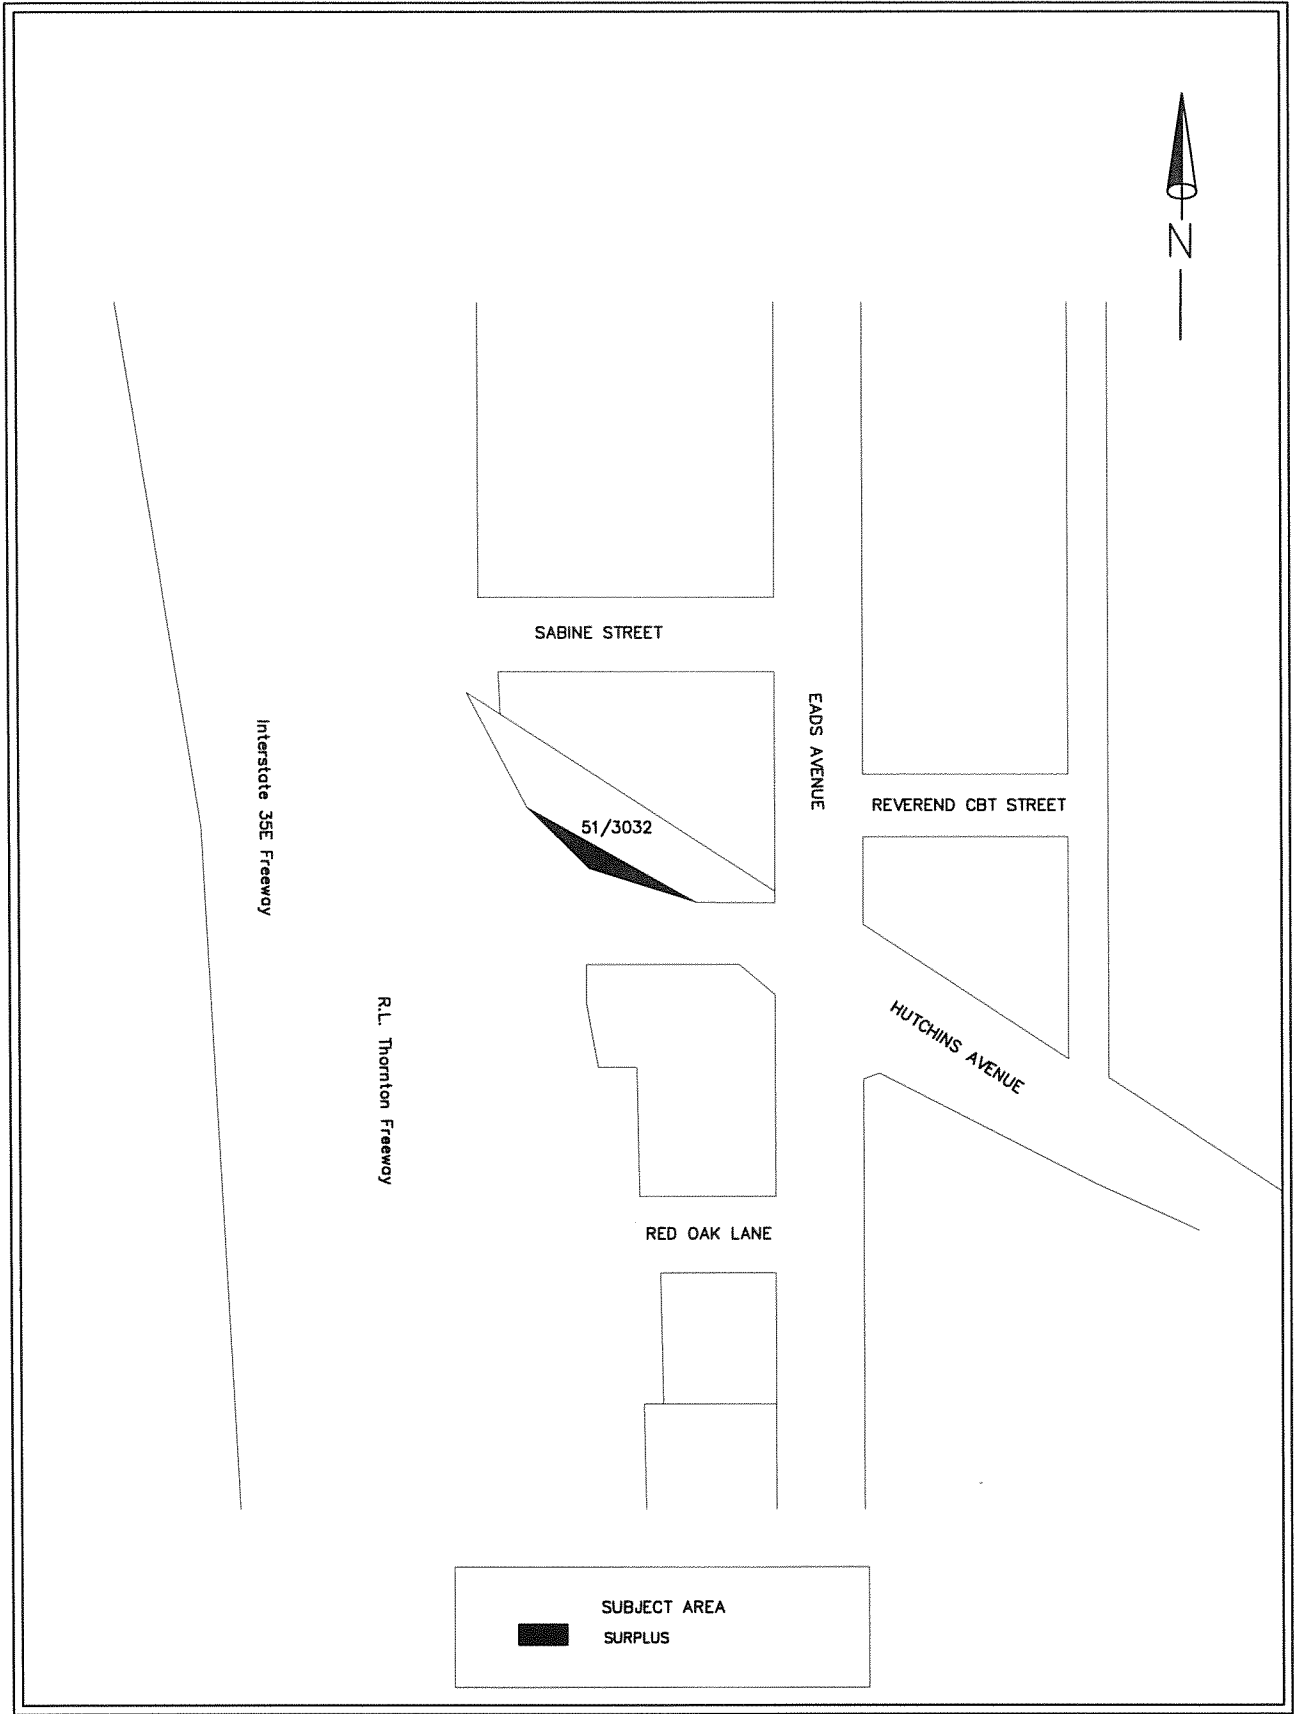 N
SABINE STREET
EADS AVENUE
Interstate 35E Freeway
REVEREND CBT STREET
51/3032
R.L. Thornton Freeway
HUTCHINS AVENUE
RED OAK LANE
SUBJECT AREA
SURPLUS